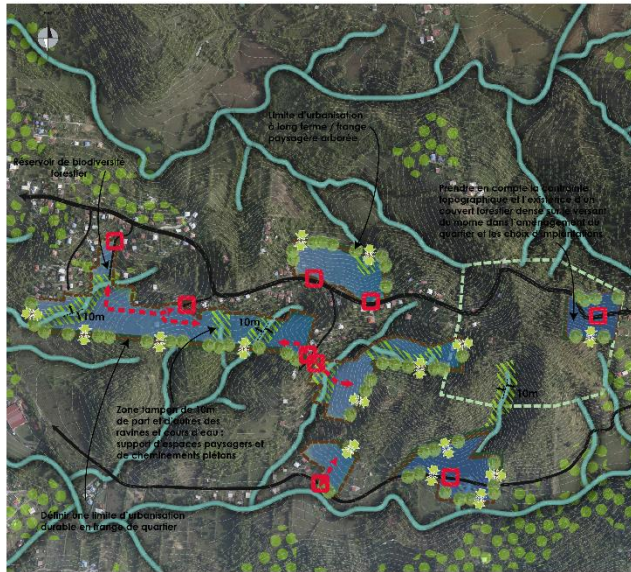 Limite d'urbanisation
à long terme / frange
paysagère arborée
Réservoir de biodiversité
forestier
Prendre en compte la contrainte
topographique et l'existence d'un
couvert forestier dense sur le versant
du morne dans l'aménagement du
quartier et les choix d'implantations
10m
10m
10m
Zone tampon de 10m
de part et d'autres des
ravines et cours d'eau :
support d'espaces paysagers et
de cheminements piétons
Définir une limite d'urbanisation
durable en frange de quartier